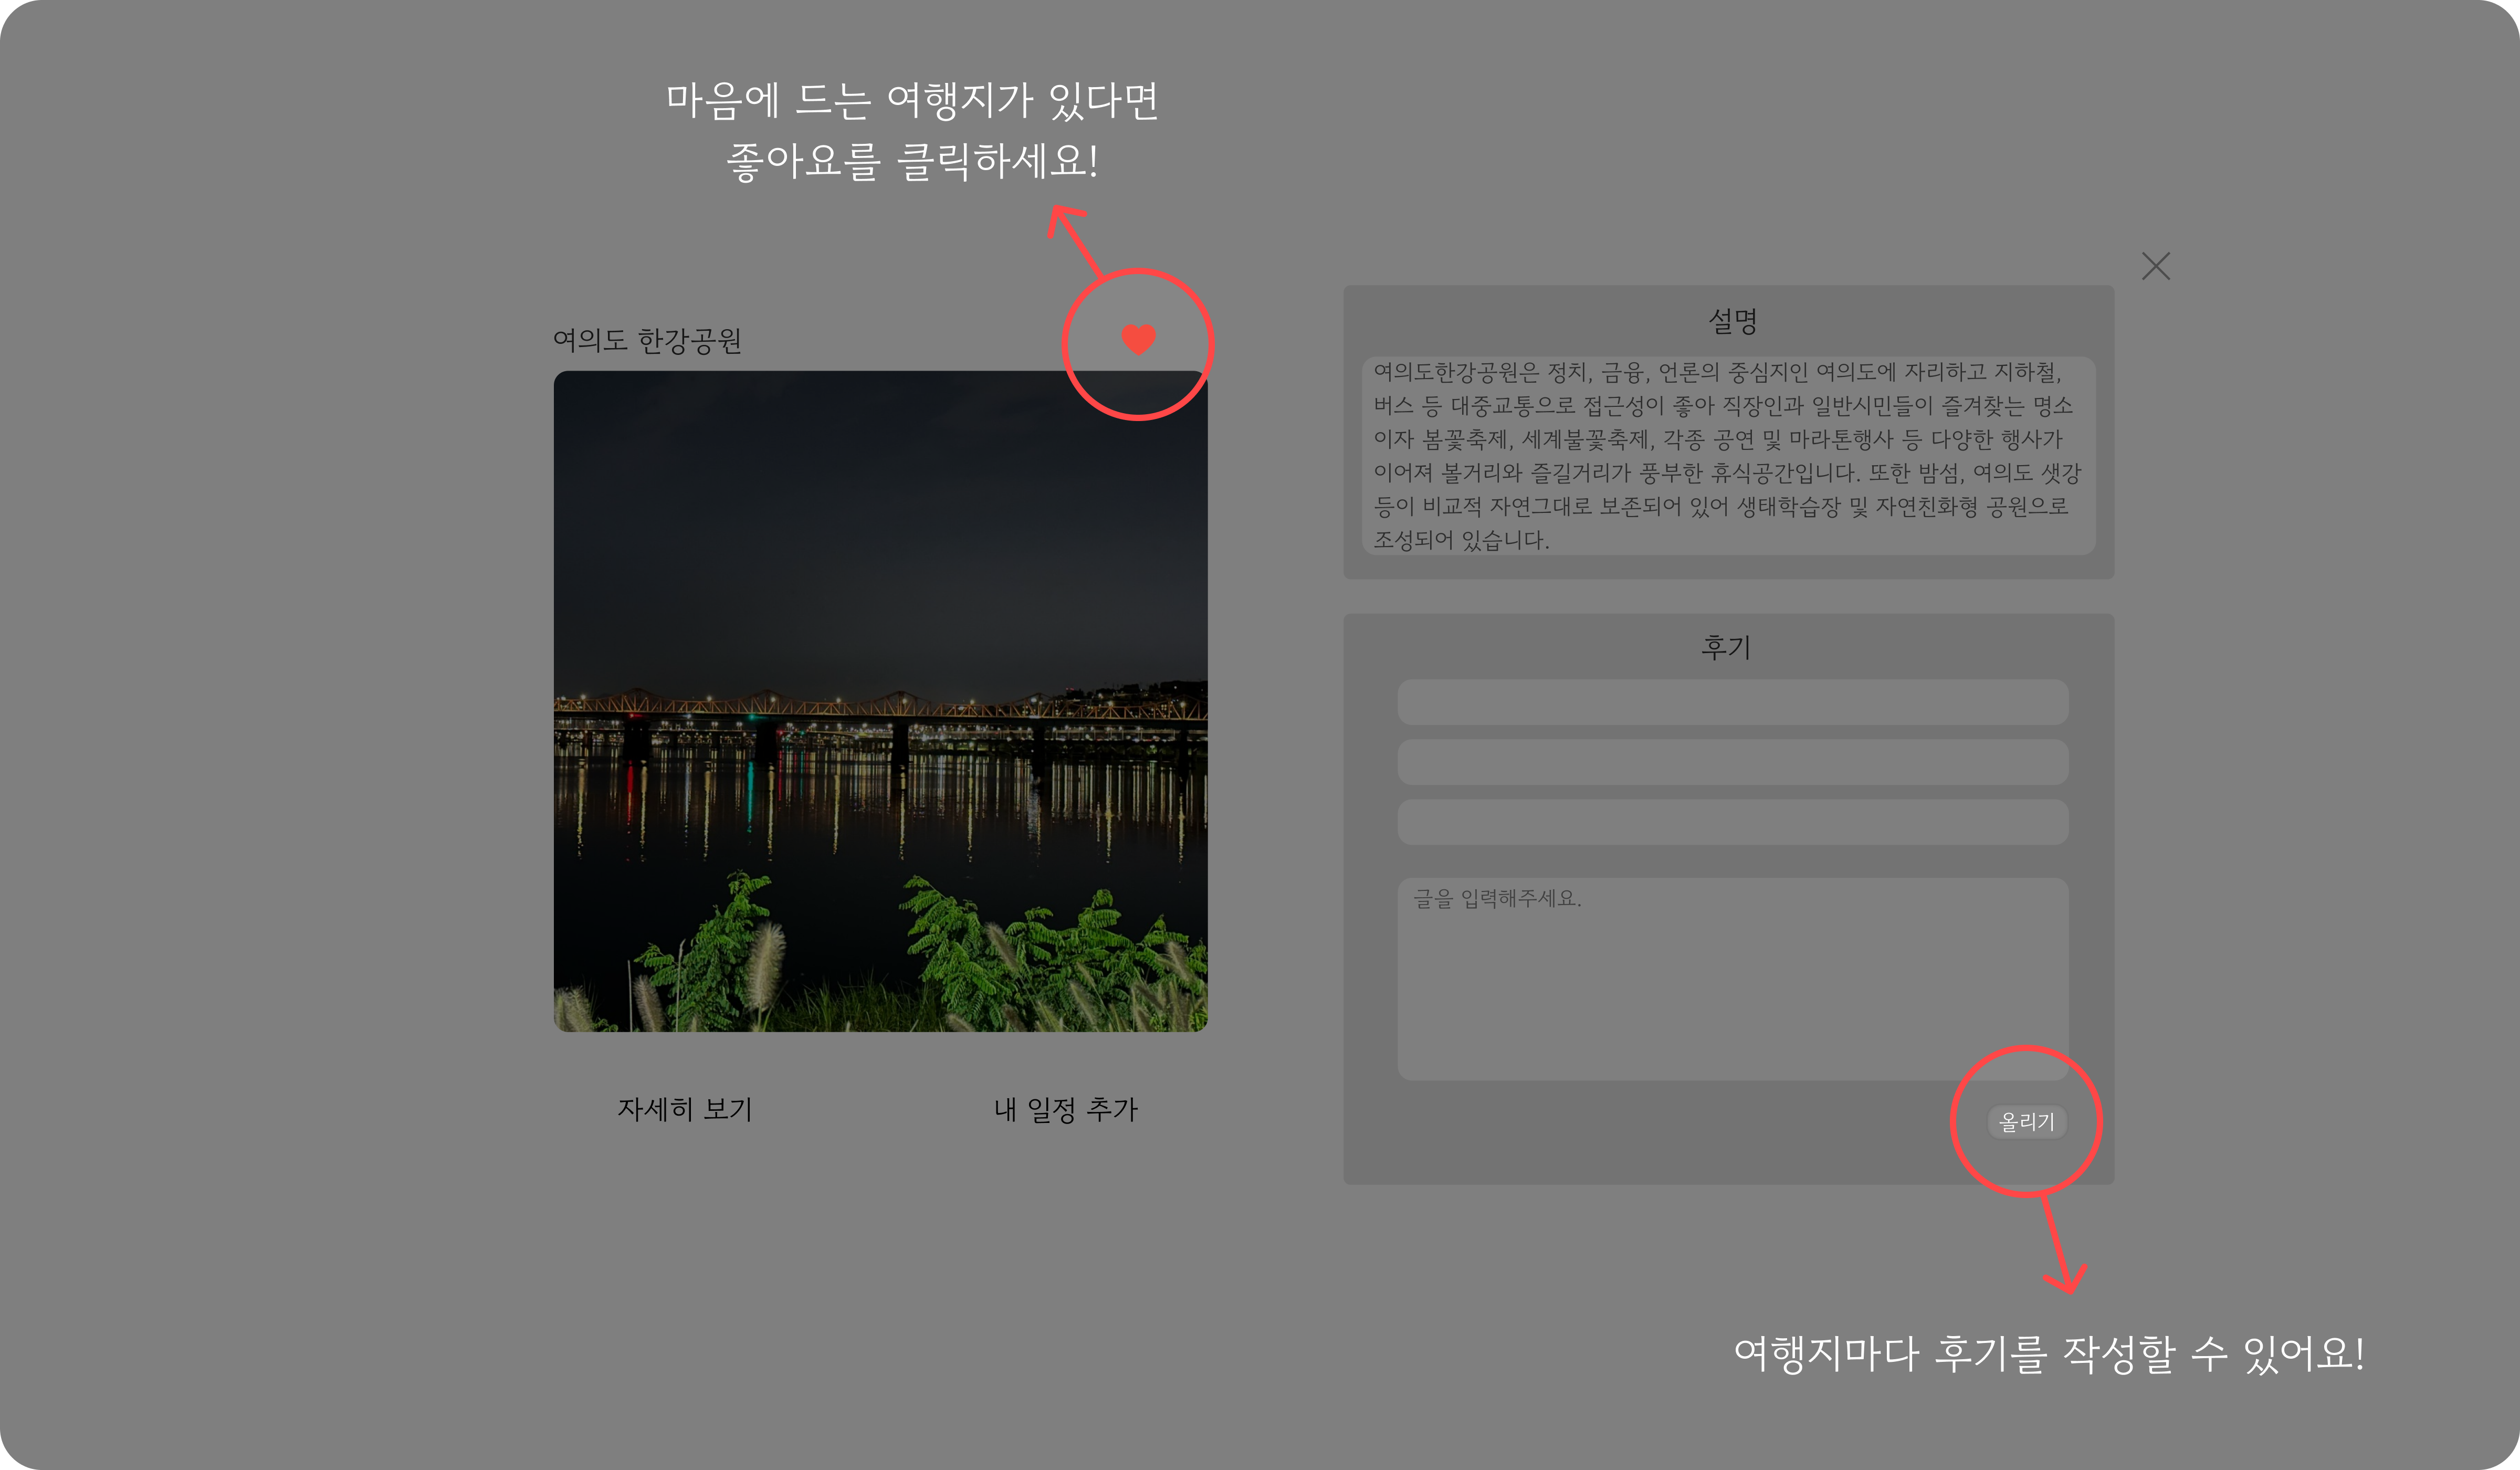 마음에 드는 여행지가 있다면
좋아요를 클릭하세요!
여의도 한강공원
자세히 보기
내 일정 추가
설명
여의도한강공원은 정치, 금융, 언론의 중심지인 여의도에 자리하고 지하철,
버스 등 대중교통으로 접근성이 좋아 직장인과 일반시민들이 즐겨찾는 명소
이자 봄꽃축제, 세계불꽃축제, 각종 공연 및 마라톤행사 등 다양한 행사가
이어져 볼거리와 즐길거리가 풍부한 휴식공간입니다. 또한 밤섬, 여의도 샛강
등이 비교적 자연그대로 보존되어 있어 생태학습장 및 자연친화형 공원으로
조성되어 있습니다.
후기
글을 입력해주세요.
올리기
여행지마다 후기를 작성할 수 있어요!